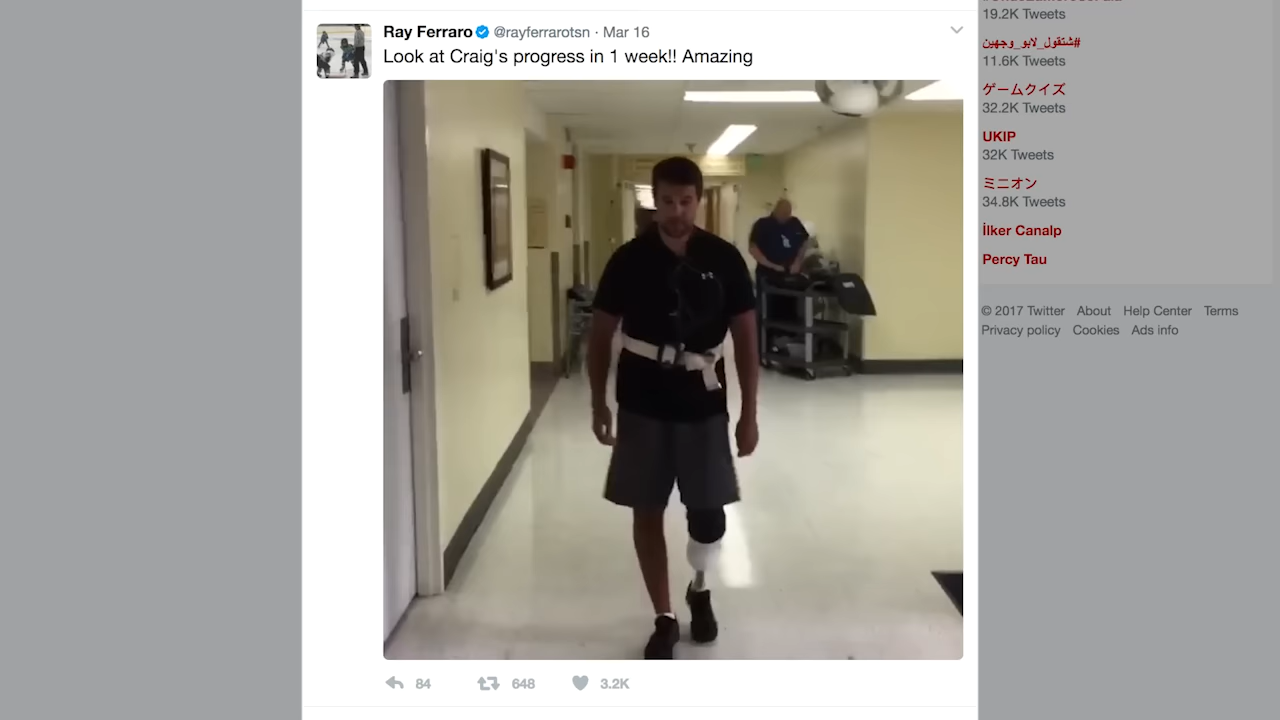 Ray Ferraro @rayferrarotsn · Mar 16
Look at Craig's progress in 1 week!! Amazing
84 648 3.2K
19.2K Tweets
#شتقول_لابو_وجهين
11.6K Tweets
ゲームクイズ
32.2K Tweets
UKIP
32K Tweets
ミニオン
34.8K Tweets
İlker Canalp
Percy Tau
© 2017 Twitter About Help Center Terms
Privacy policy Cookies Ads info